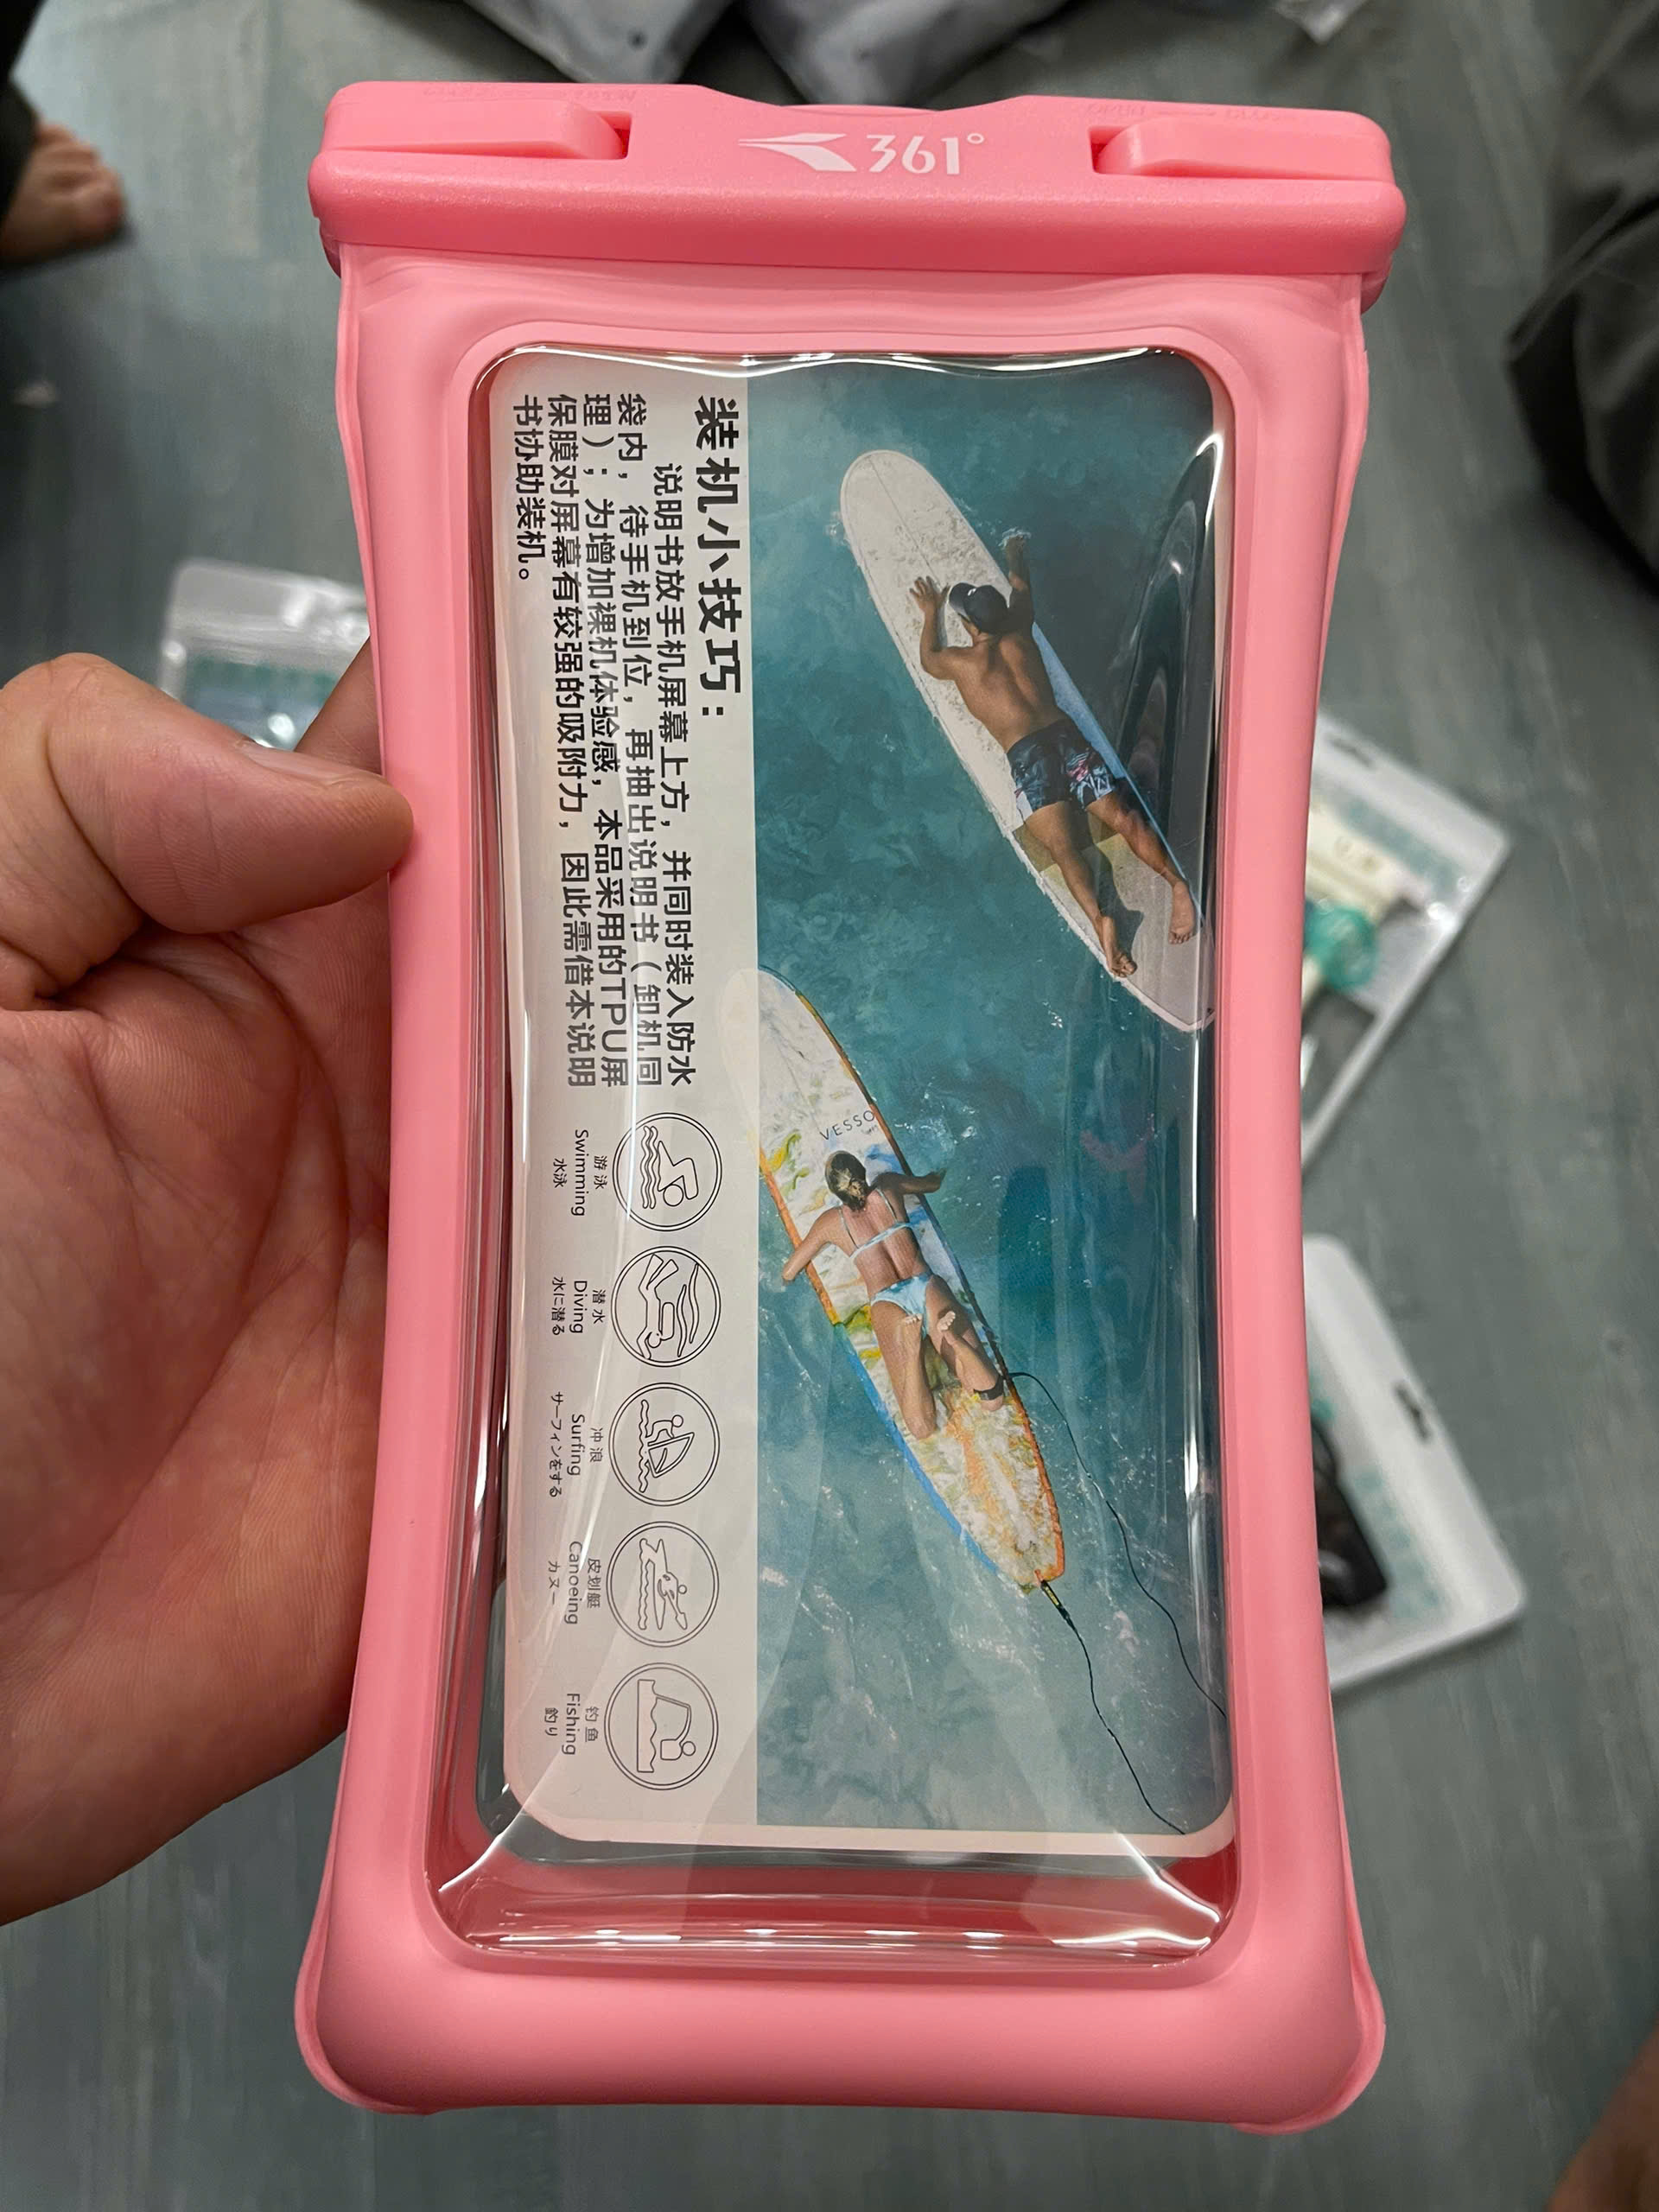 361°
装机小技巧：
说明书放手机屏幕上方，并同时装入防水
袋内，待手机到位，再抽出说明书（卸机同
理）；为增加裸机体验感，本品采用的TPU屏
保膜对屏幕有较强的吸附力，因此需借本说明
书协助装机。
游泳
Swimming
水泳
潜水
Diving
水に潜る
冲浪
Surfing
サーフィンをする
皮划艇
Canoeing
カヌー
钓鱼
Fishing
釣り
VESSO